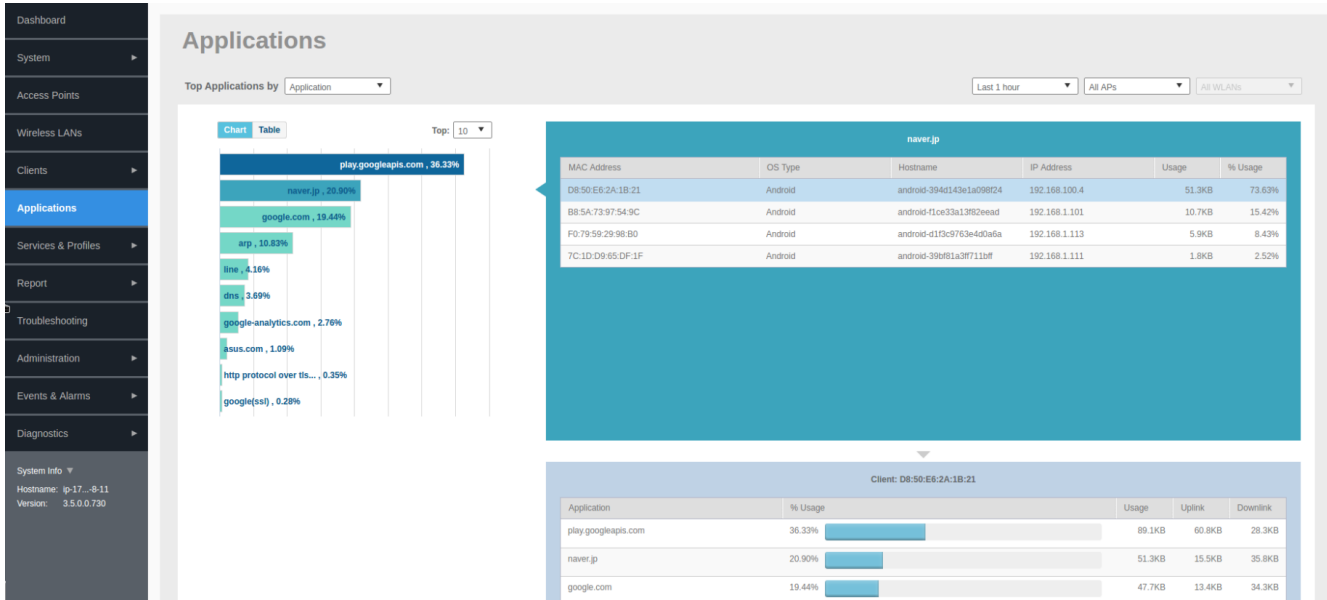 Dashboard
System
Access Points
Wireless LANs
Clients
Applications
Services & Profiles
Report
Troubleshooting
Administration
Events & Alarms
Diagnostics
System Info
Hostname: ip-17...-8-11
Version: 3.5.0.0.730
Applications
Top Applications by Application
Last 1 hour All APs All WLANs
Chart Table Top: 10
play.googleapis.com , 36.33%
naver.jp , 20.90%
google.com , 19.44%
arp , 10.83%
line , 4.16%
dns , 3.69%
google-analytics.com , 2.76%
asus.com , 1.09%
http protocol over tls... , 0.35%
google(ssl) , 0.28%
naver.jp
MAC Address OS Type Hostname IP Address Usage % Usage
D8:50:E6:2A:1B:21 Android android-394d143e1a098f24 192.168.100.4 51.3KB 73.63%
B8:5A:73:97:54:9C Android android-f1ce33a13f82eead 192.168.1.101 10.7KB 15.42%
F0:79:59:29:98:B0 Android android-d1f3c9763e4d0a6a 192.168.1.113 5.9KB 8.43%
7C:1D:D9:65:DF:1F Android android-39bf81a3ff711bff 192.168.1.111 1.8KB 2.52%
Client: D8:50:E6:2A:1B:21
Application % Usage Usage Uplink Downlink
play.googleapis.com 36.33% 89.1KB 60.8KB 28.3KB
naver.jp 20.90% 51.3KB 15.5KB 35.8KB
google.com 19.44% 47.7KB 13.4KB 34.3KB